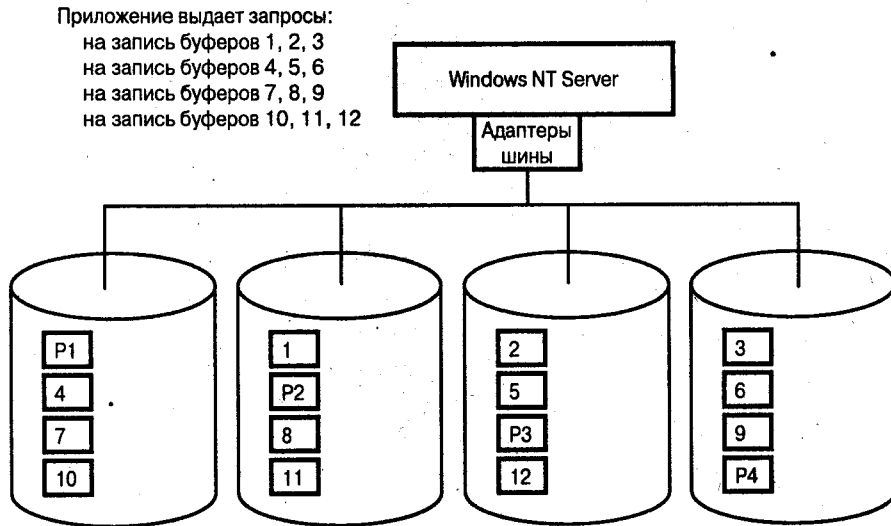 Приложение выдает запросы:
на запись буферов 1, 2, 3
на запись буферов 4, 5, 6
на запись буферов 7, 8, 9
на запись буферов 10, 11, 12
Windows NT Server
Адаптеры
шины
P1 1 2 3
4 P2 5 6
7 8 P3 9
10 11 12 P4